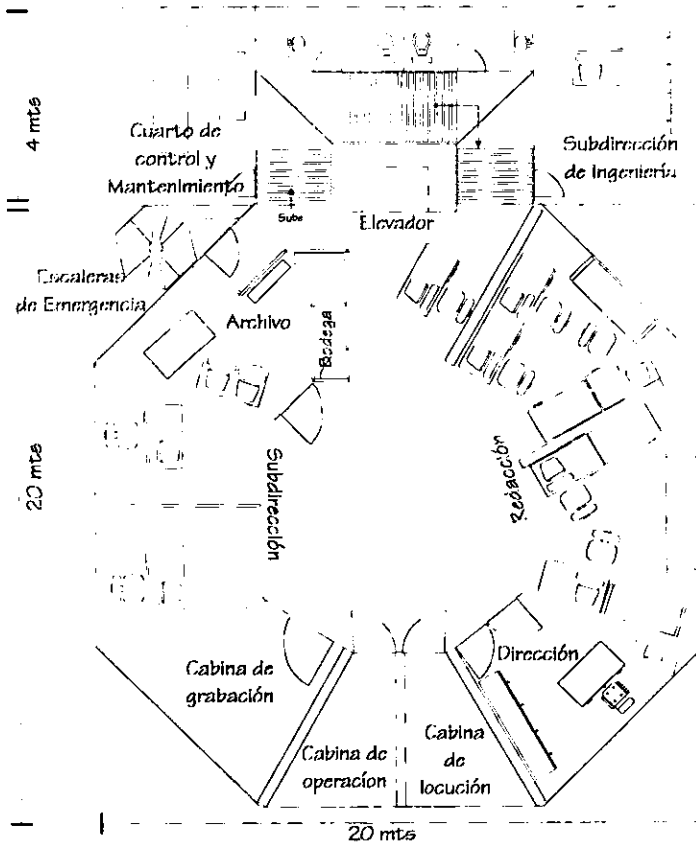 4 mts
Cuarto de
control y
Mantenimiento
Subdirección
de Ingeniería
Sube
Elevador
Escaleras
de Emergencia
Archivo
Bodega
20 mts
Subdirección
Redacción
Cabina de
grabación
Dirección
Cabina de
operacíon
Cabina
de
locución
20 mts